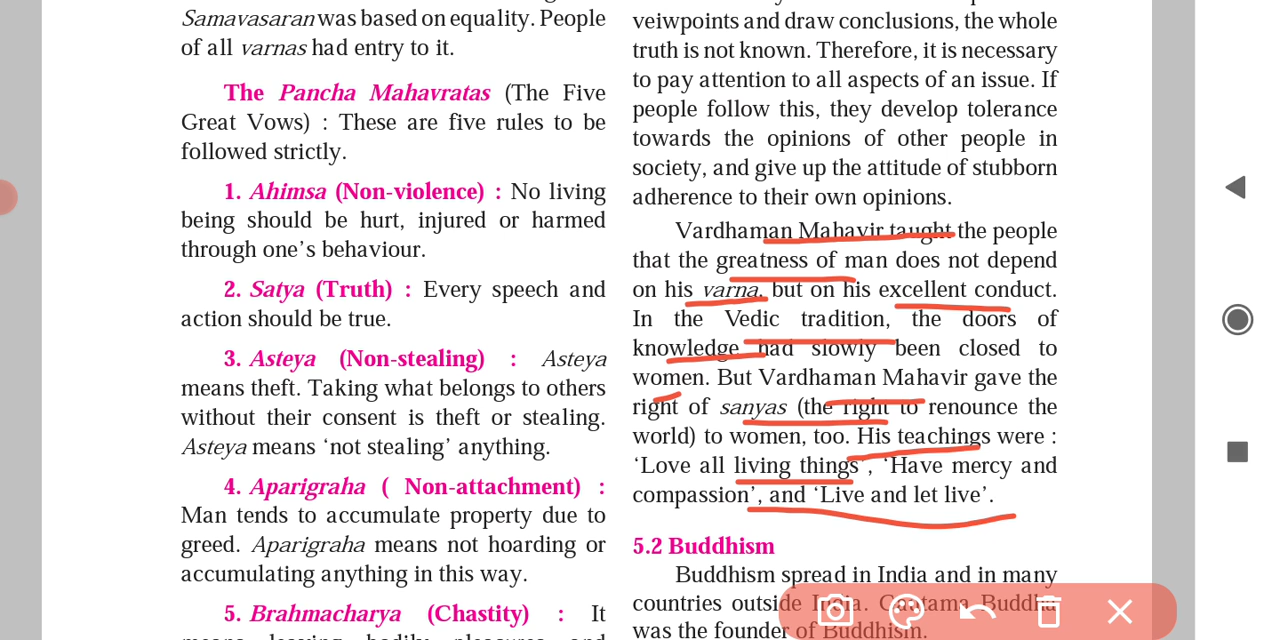 Samavasaran was based on equality. People
of all varnas had entry to it.
The Pancha Mahavratas (The Five
Great Vows) : These are five rules to be
followed strictly.
1. Ahimsa (Non-violence) : No living
being should be hurt, injured or harmed
through one's behaviour.
2. Satya (Truth) : Every speech and
action should be true.
3. Asteya (Non-stealing) : Asteya
means theft. Taking what belongs to others
without their consent is theft or stealing.
Asteya means ‘not stealing’ anything.
4. Aparigraha ( Non-attachment) :
Man tends to accumulate property due to
greed. Aparigraha means not hoarding or
accumulating anything in this way.
5. Brahmacharya (Chastity) : It
veiwpoints and draw conclusions, the whole
truth is not known. Therefore, it is necessary
to pay attention to all aspects of an issue. If
people follow this, they develop tolerance
towards the opinions of other people in
society, and give up the attitude of stubborn
adherence to their own opinions.
Vardhaman Mahavir taught the people
that the greatness of man does not depend
on his varna, but on his excellent conduct.
In the Vedic tradition, the doors of
knowledge had slowly been closed to
women. But Vardhaman Mahavir gave the
right of sanyas (the right to renounce the
world) to women, too. His teachings were :
‘Love all living things’, ‘Have mercy and
compassion’, and ‘Live and let live’.
5.2 Buddhism
Buddhism spread in India and in many
countries outside India. Gautama Buddha
was the founder of Buddhism.